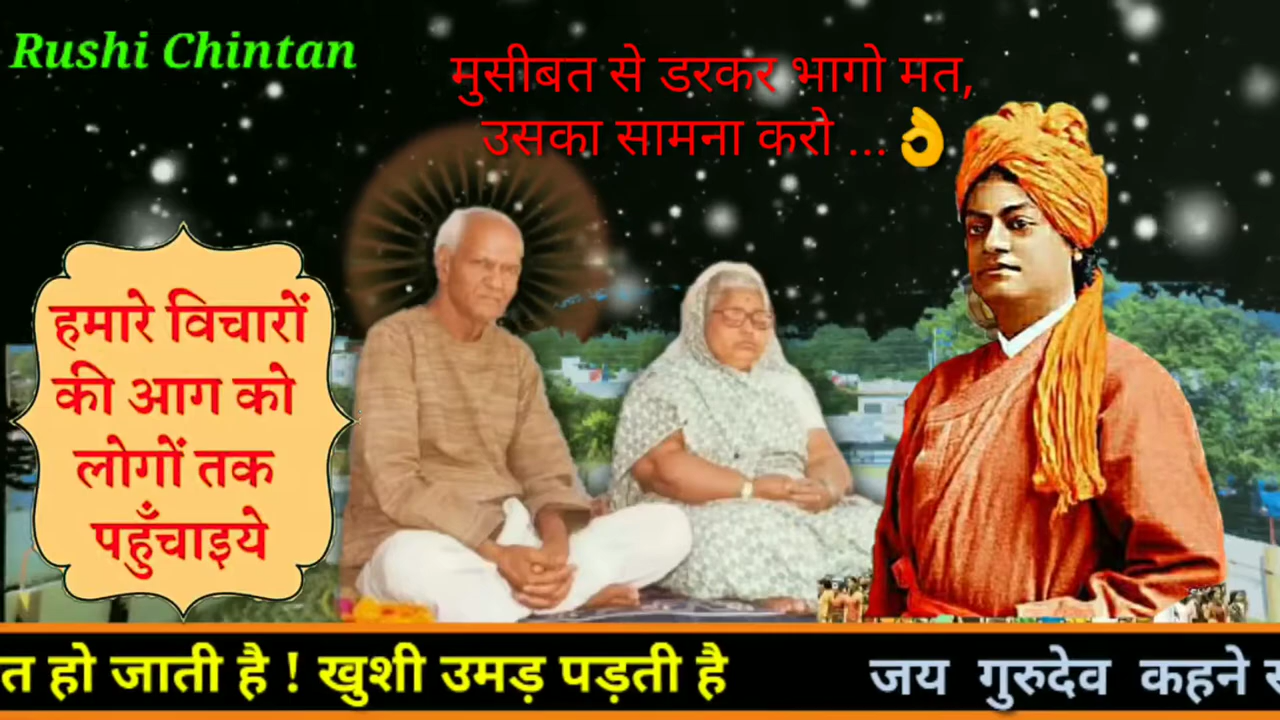 Rushi Chintan
मुसीबत से डरकर भागो मत,
उसका सामना करो ...👌
हमारे विचारों
की आग को
लोगों तक
पहुँचाइये
त हो जाती है ! खुशी उमड़ पड़ती है जय गुरुदेव कहने